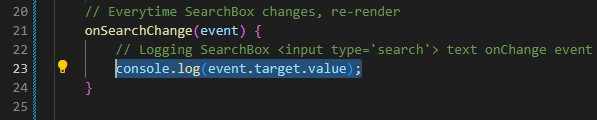 20 // Everytime SearchBox changes, re-render
21 onSearchChange(event) {
22 // Logging SearchBox <input type='search'> text onChange event
23 console.log(event.target.value);
24 }
25